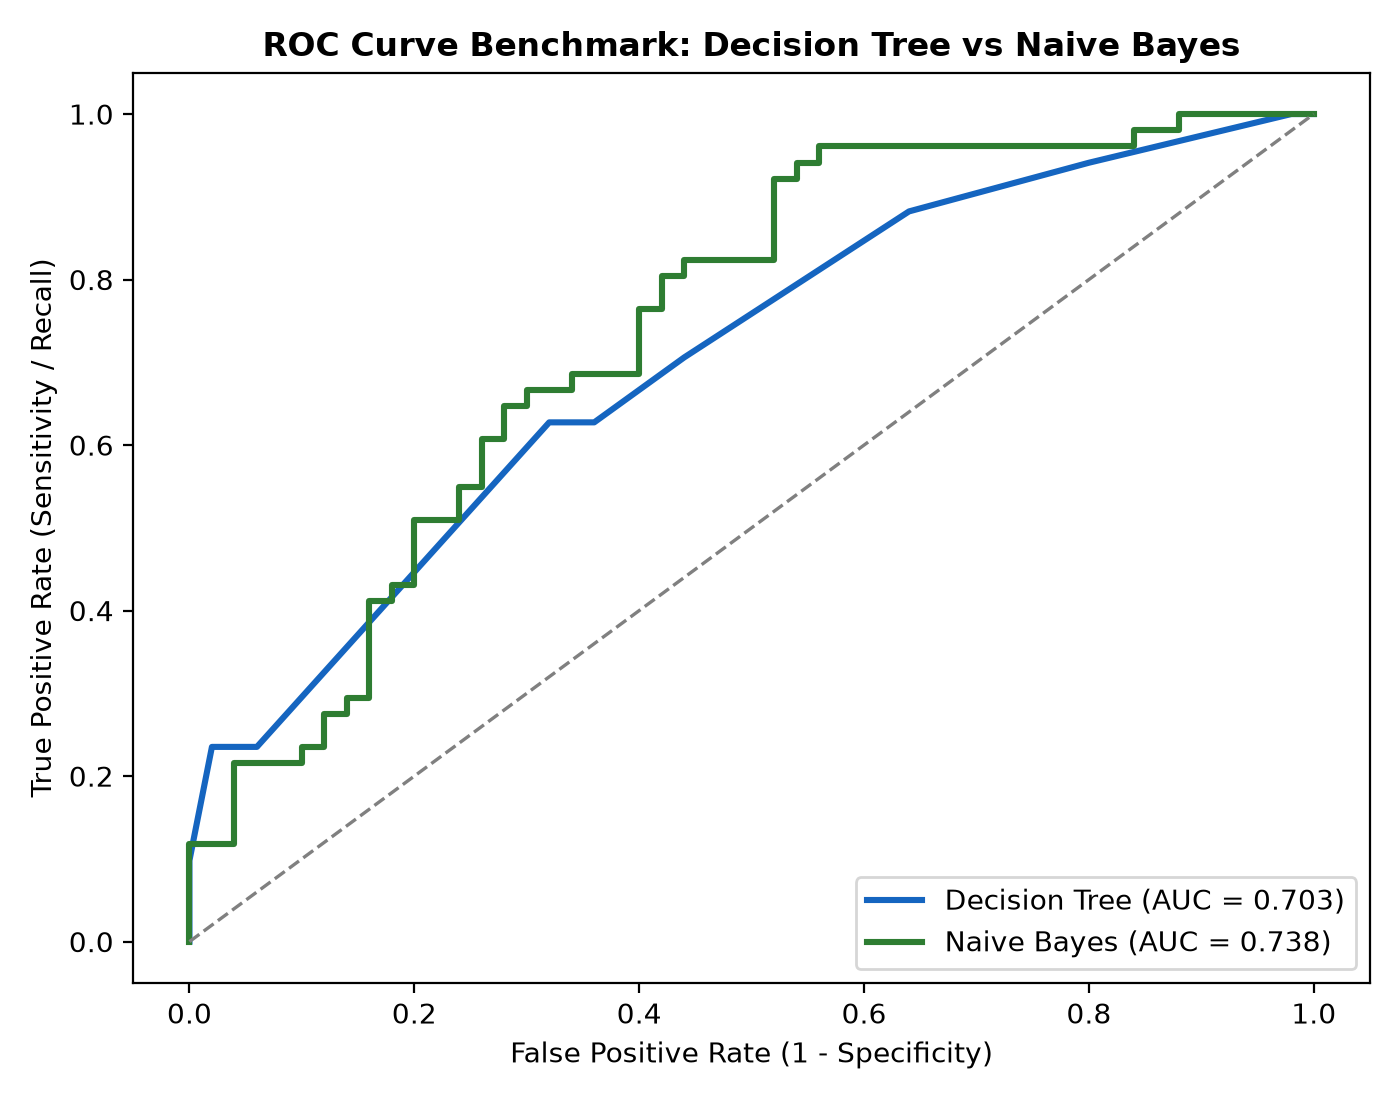 ROC Curve Benchmark: Decision Tree vs Naive Bayes
True Positive Rate (Sensitivity / Recall)
1.0
0.8
0.6
0.4
0.2
0.0
Decision Tree (AUC = 0.703)
Naive Bayes (AUC = 0.738)
0.0 0.2 0.4 0.6 0.8 1.0
False Positive Rate (1 - Specificity)